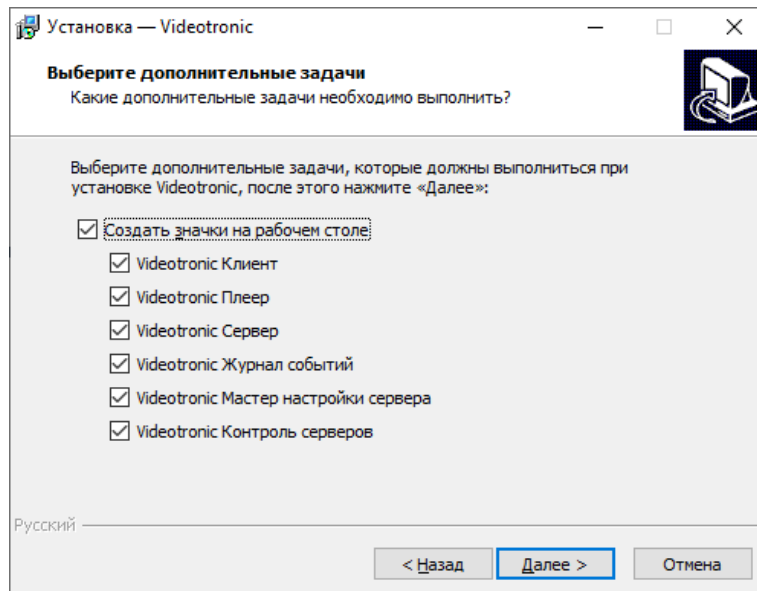 Установка — Videotronic
Выберите дополнительные задачи
Какие дополнительные задачи необходимо выполнить?
Выберите дополнительные задачи, которые должны выполниться при
установке Videotronic, после этого нажмите «Далее»:
Создать значки на рабочем столе
Videotronic Клиент
Videotronic Плеер
Videotronic Сервер
Videotronic Журнал событий
Videotronic Мастер настройки сервера
Videotronic Контроль серверов
Русский
< Назад Далее > Отмена